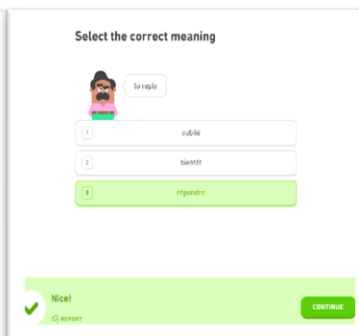 Select the correct meaning
to reply
1 oublié
2 bientôt
3 répondre
Nice!
REPORT
CONTINUE